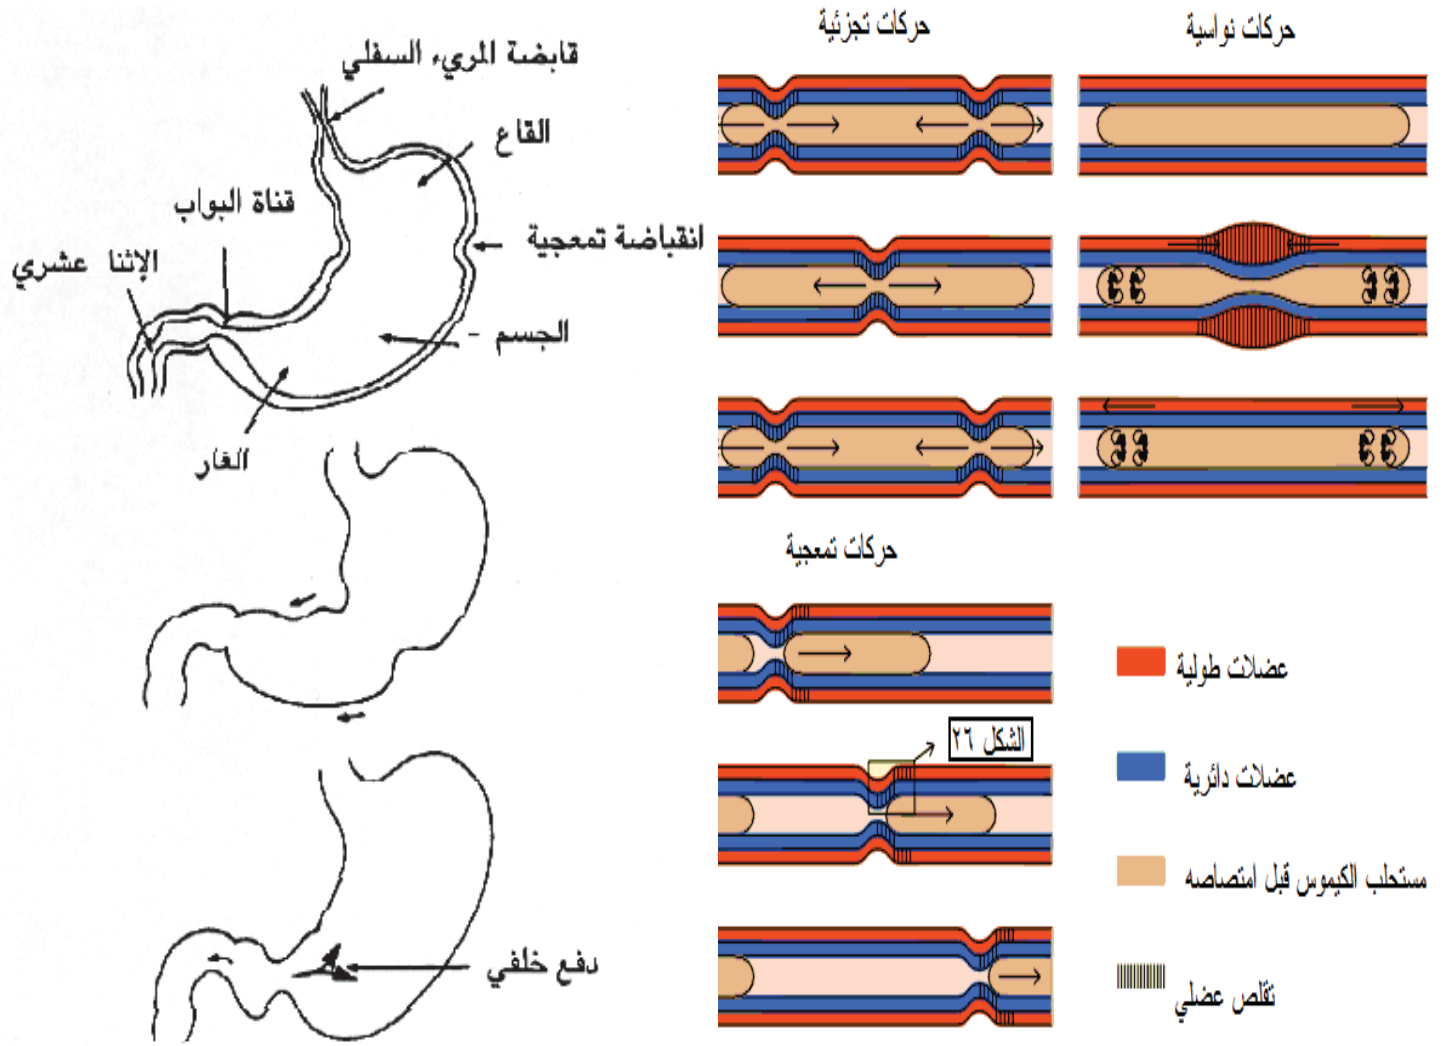 حركات نواسية
حركات تجزئية
قابضة المريء السفلي
القاع
قناة البواب
انقباضة تمعجية
الإثنا عشري
الجسم -
الغار
حركات تمعجية
عضلات طولية
الشكل ٢٦
عضلات دائرية
مستحلب الكيموس قبل امتصاصه
دفع خلفي
تقلص عضلي